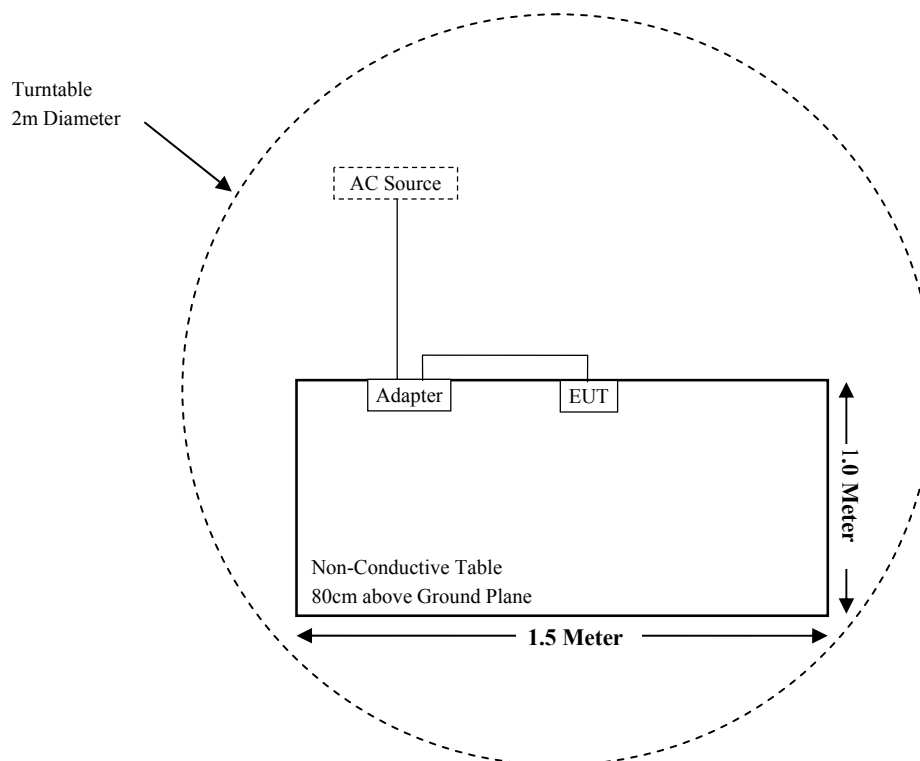 Turntable
2m Diameter
AC Source
Adapter
EUT
1.0 Meter
Non-Conductive Table
80cm above Ground Plane
1.5 Meter